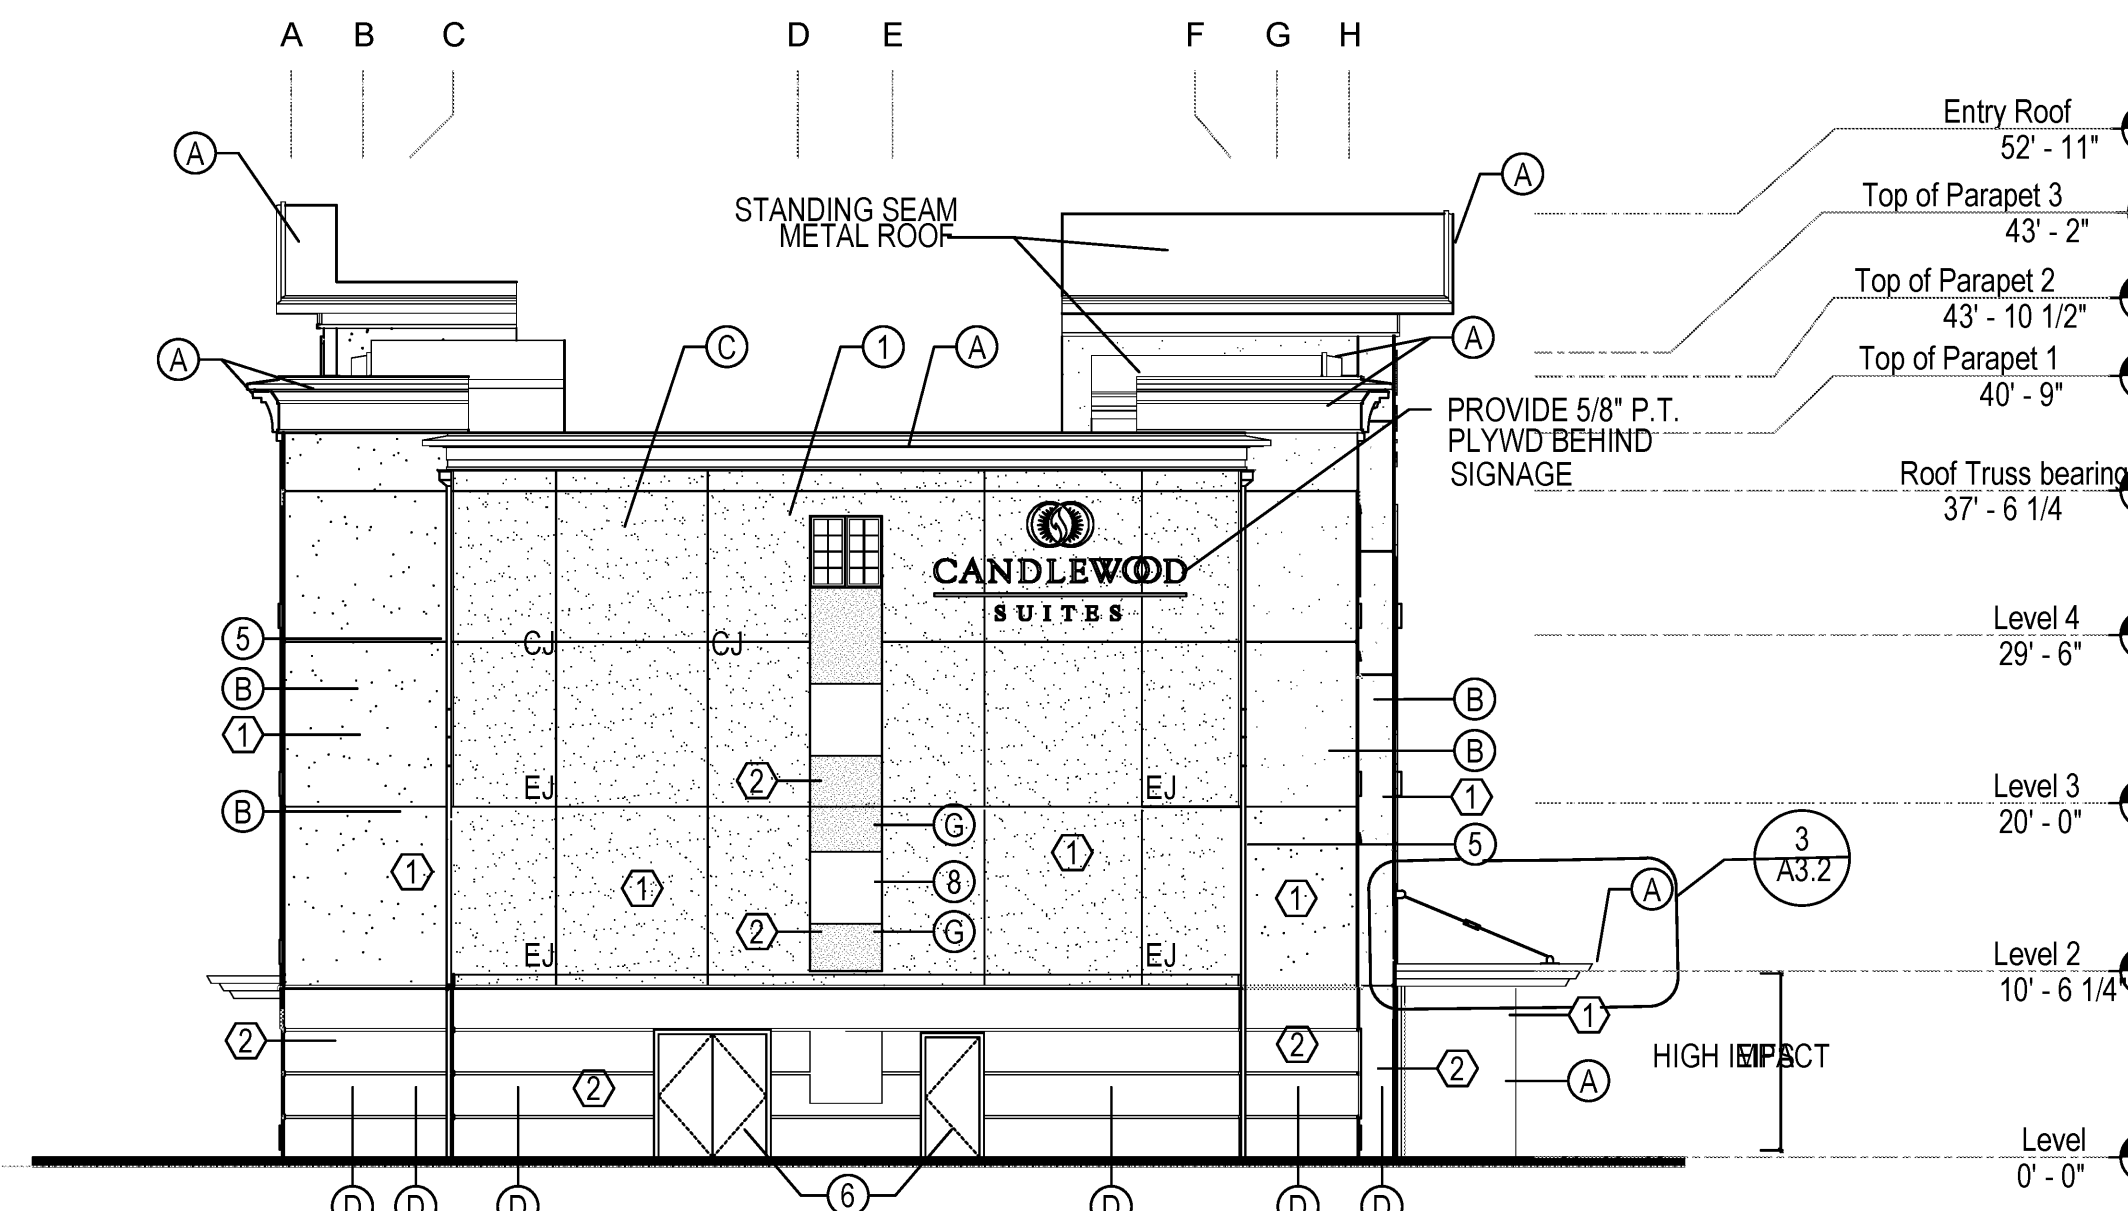 A B C D E F G H
Entry Roof
52' - 11"
A
A
Top of Parapet 3
43' - 2"
STANDING SEAM
METAL ROOF
Top of Parapet 2
43' - 10 1/2"
A
C
1
A
A
Top of Parapet 1
40' - 9"
PROVIDE 5/8" P.T.
PLYWD BEHIND
SIGNAGE
Roof Truss bearing
37' - 6 1/4
CANDLEWOOD
SUITES
Level 4
29' - 6"
5
CJ
CJ
B
B
1
B
2
EJ
EJ
1
Level 3
20' - 0"
B
G
5
3
A3.2
1
1
8
1
1
A
2
G
EJ
EJ
Level 2
10' - 6 1/4"
1
2
2
2
2
HIGH IMPACT
EIFS
A
Level
0' - 0"
D D D 6 D D D